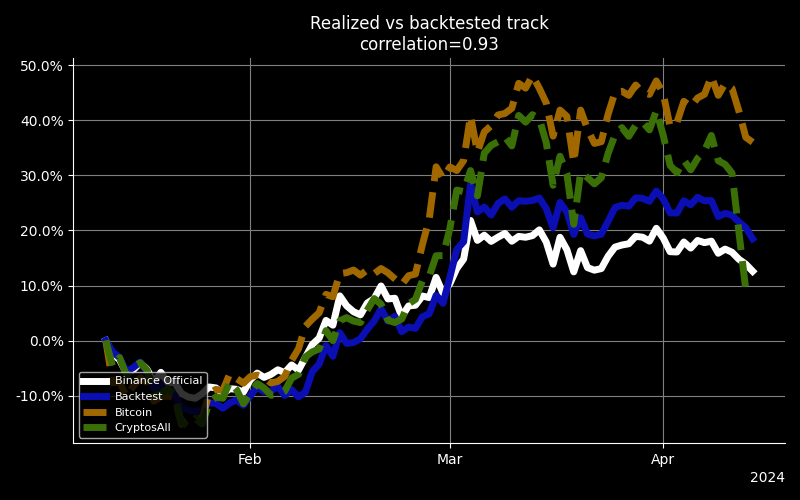 Realized vs backtested track
correlation=0.93
50.0%
40.0%
30.0%
20.0%
10.0%
0.0%
-10.0%
Binance Official
Backtest
Bitcoin
CryptosAll
Feb
Mar
Apr
2024